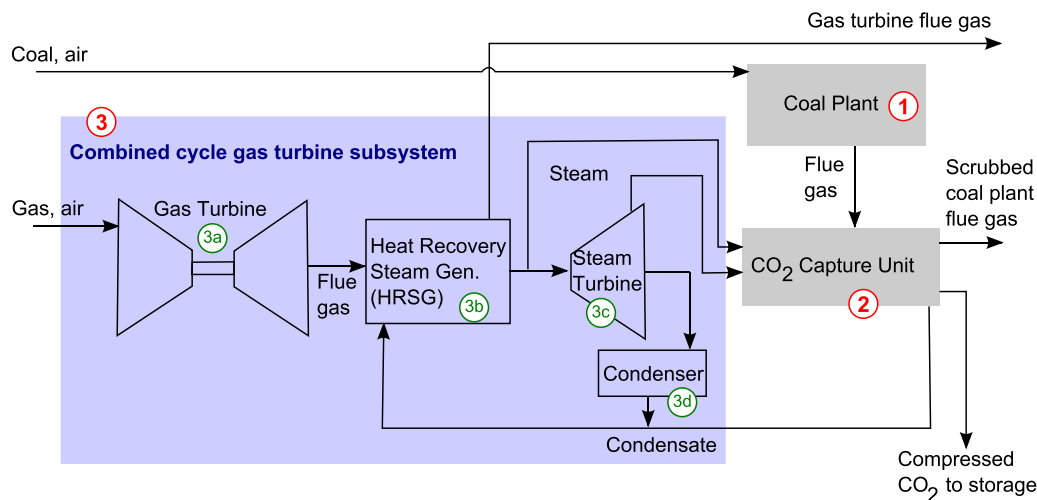 Gas turbine flue gas
Coal, air
Coal Plant 1
3
Combined cycle gas turbine subsystem
Flue
gas
Scrubbed
coal plant
flue gas
Steam
Gas, air
Gas Turbine
3a
Heat Recovery
Steam Gen.
(HRSG)
3b
Flue
gas
Steam
Turbine
3c
CO2 Capture Unit
2
Condenser
3d
Condensate
Compressed
CO2 to storage